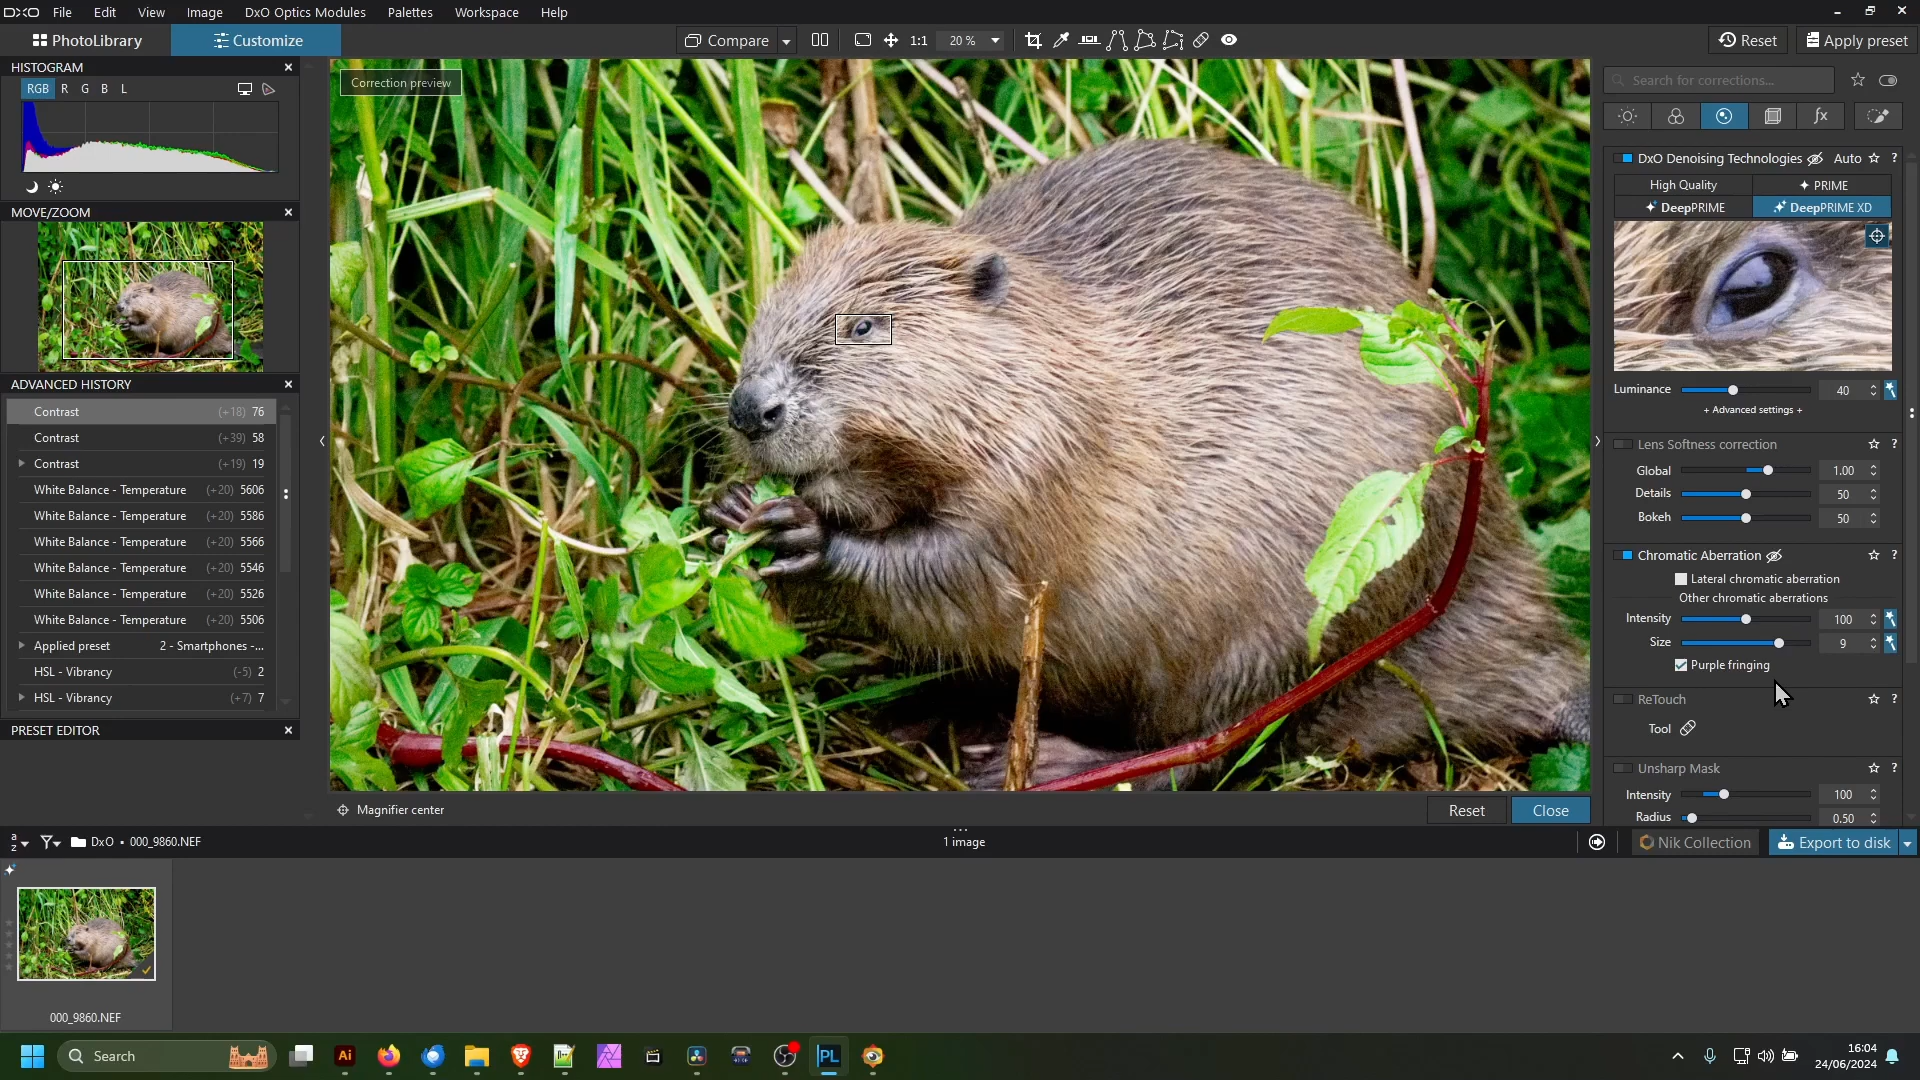 DXO File Edit View Image DxO Optics Modules Palettes Workspace Help
PhotoLibrary Customize Compare 1:1 20 % Reset Apply preset
HISTOGRAM
RGB R G B L
MOVE/ZOOM
ADVANCED HISTORY
Contrast (+18) 76
Contrast (+39) 58
Contrast (+19) 19
White Balance - Temperature (+20) 5606
White Balance - Temperature (+20) 5586
White Balance - Temperature (+20) 5566
White Balance - Temperature (+20) 5546
White Balance - Temperature (+20) 5526
White Balance - Temperature (+20) 5506
Applied preset 2 - Smartphones -...
HSL - Vibrancy (-5) 2
HSL - Vibrancy (+7) 7
PRESET EDITOR
Correction preview
Magnifier center Reset Close
Search for corrections...
fx
DxO Denoising Technologies Auto ?
High Quality PRIME
DeepPRIME DeepPRIME XD
Luminance 40
+ Advanced settings +
Lens Softness correction ?
Global 1.00
Details 50
Bokeh 50
Chromatic Aberration ?
Lateral chromatic aberration
Other chromatic aberrations
Intensity 100
Size 9
Purple fringing
ReTouch ?
Tool
Unsharp Mask ?
Intensity 100
Radius 0.50
a z DxO • 000_9860.NEF 1 image Nik Collection Export to disk
000_9860.NEF
Search Ai PL 16:04
24/06/2024